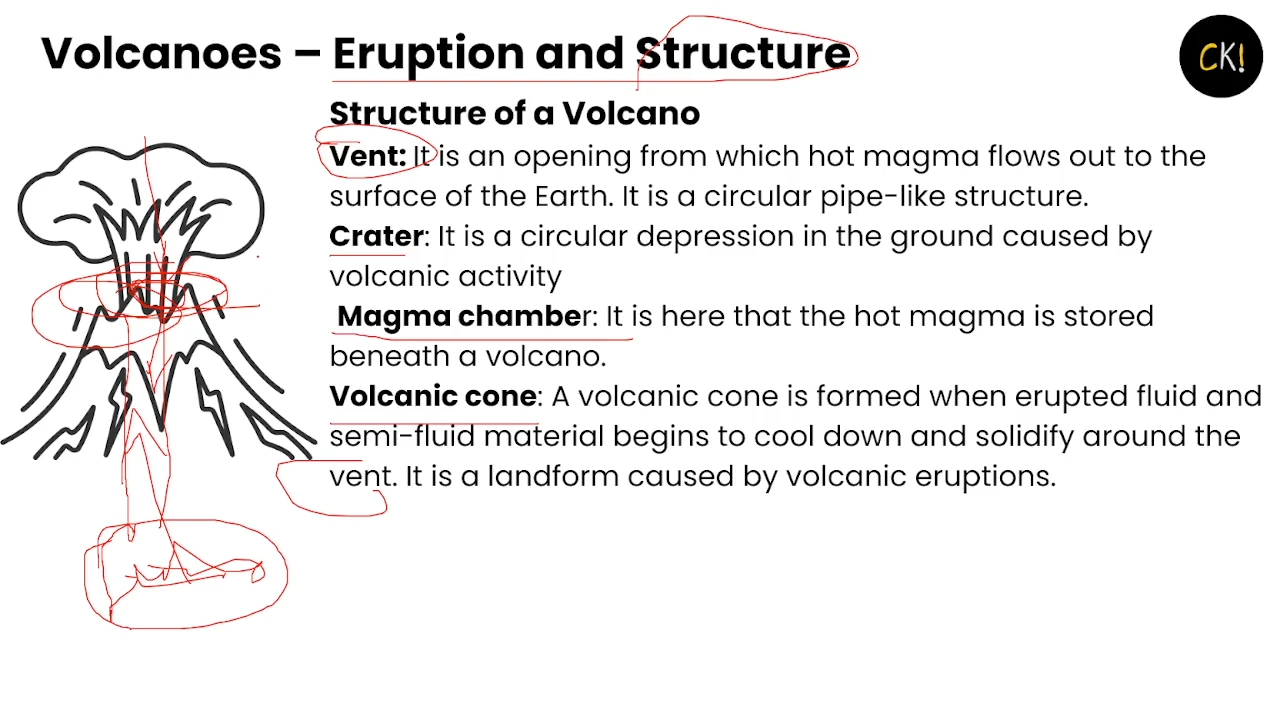 Volcanoes – Eruption and Structure
CK!
Structure of a Volcano
Vent: It is an opening from which hot magma flows out to the
surface of the Earth. It is a circular pipe-like structure.
Crater: It is a circular depression in the ground caused by
volcanic activity
Magma chamber: It is here that the hot magma is stored
beneath a volcano.
Volcanic cone: A volcanic cone is formed when erupted fluid and
semi-fluid material begins to cool down and solidify around the
vent. It is a landform caused by volcanic eruptions.